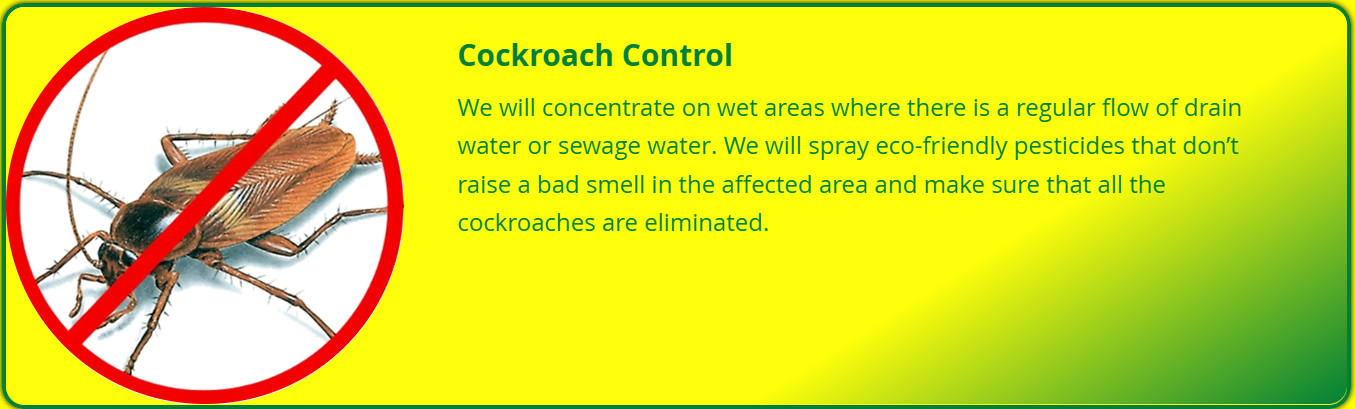 Cockroach Control
We will concentrate on wet areas where there is a regular flow of drain
water or sewage water. We will spray eco-friendly pesticides that don’t
raise a bad smell in the affected area and make sure that all the
cockroaches are eliminated.